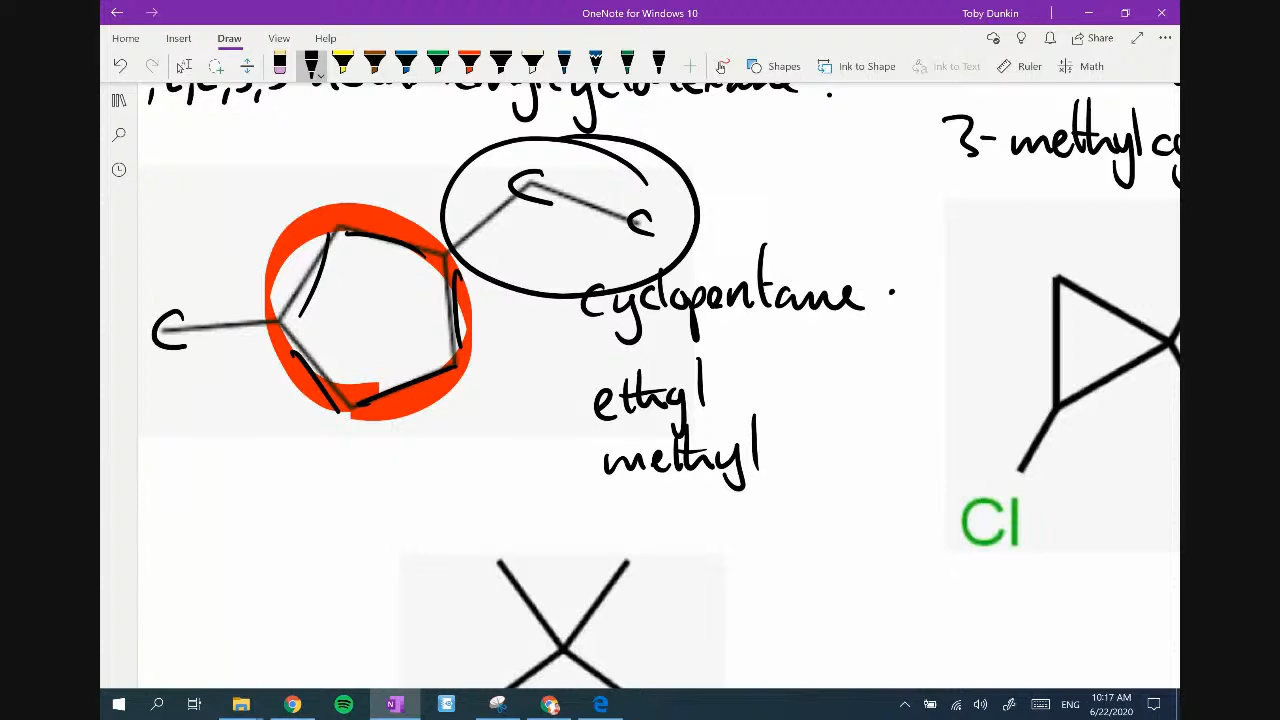 OneNote for Windows 10
Toby Dunkin
Home Insert Draw View Help
Share
Shapes Ink to Shape Ink to Text Ruler Math
3-methyl
C C
C
cyclopentane.
ethyl
methyl
Cl
10:17 AM
ENG
6/22/2020